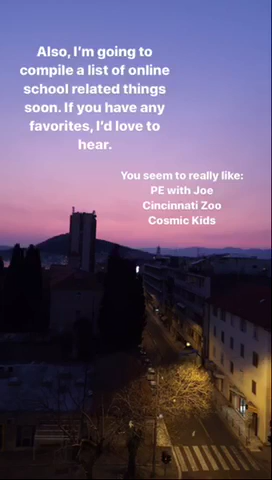 Also, I'm going to
compile a list of online
school related things
soon. If you have any
favorites, I'd love to
hear.
You seem to really like:
PE with Joe
Cincinnati Zoo
Cosmic Kids